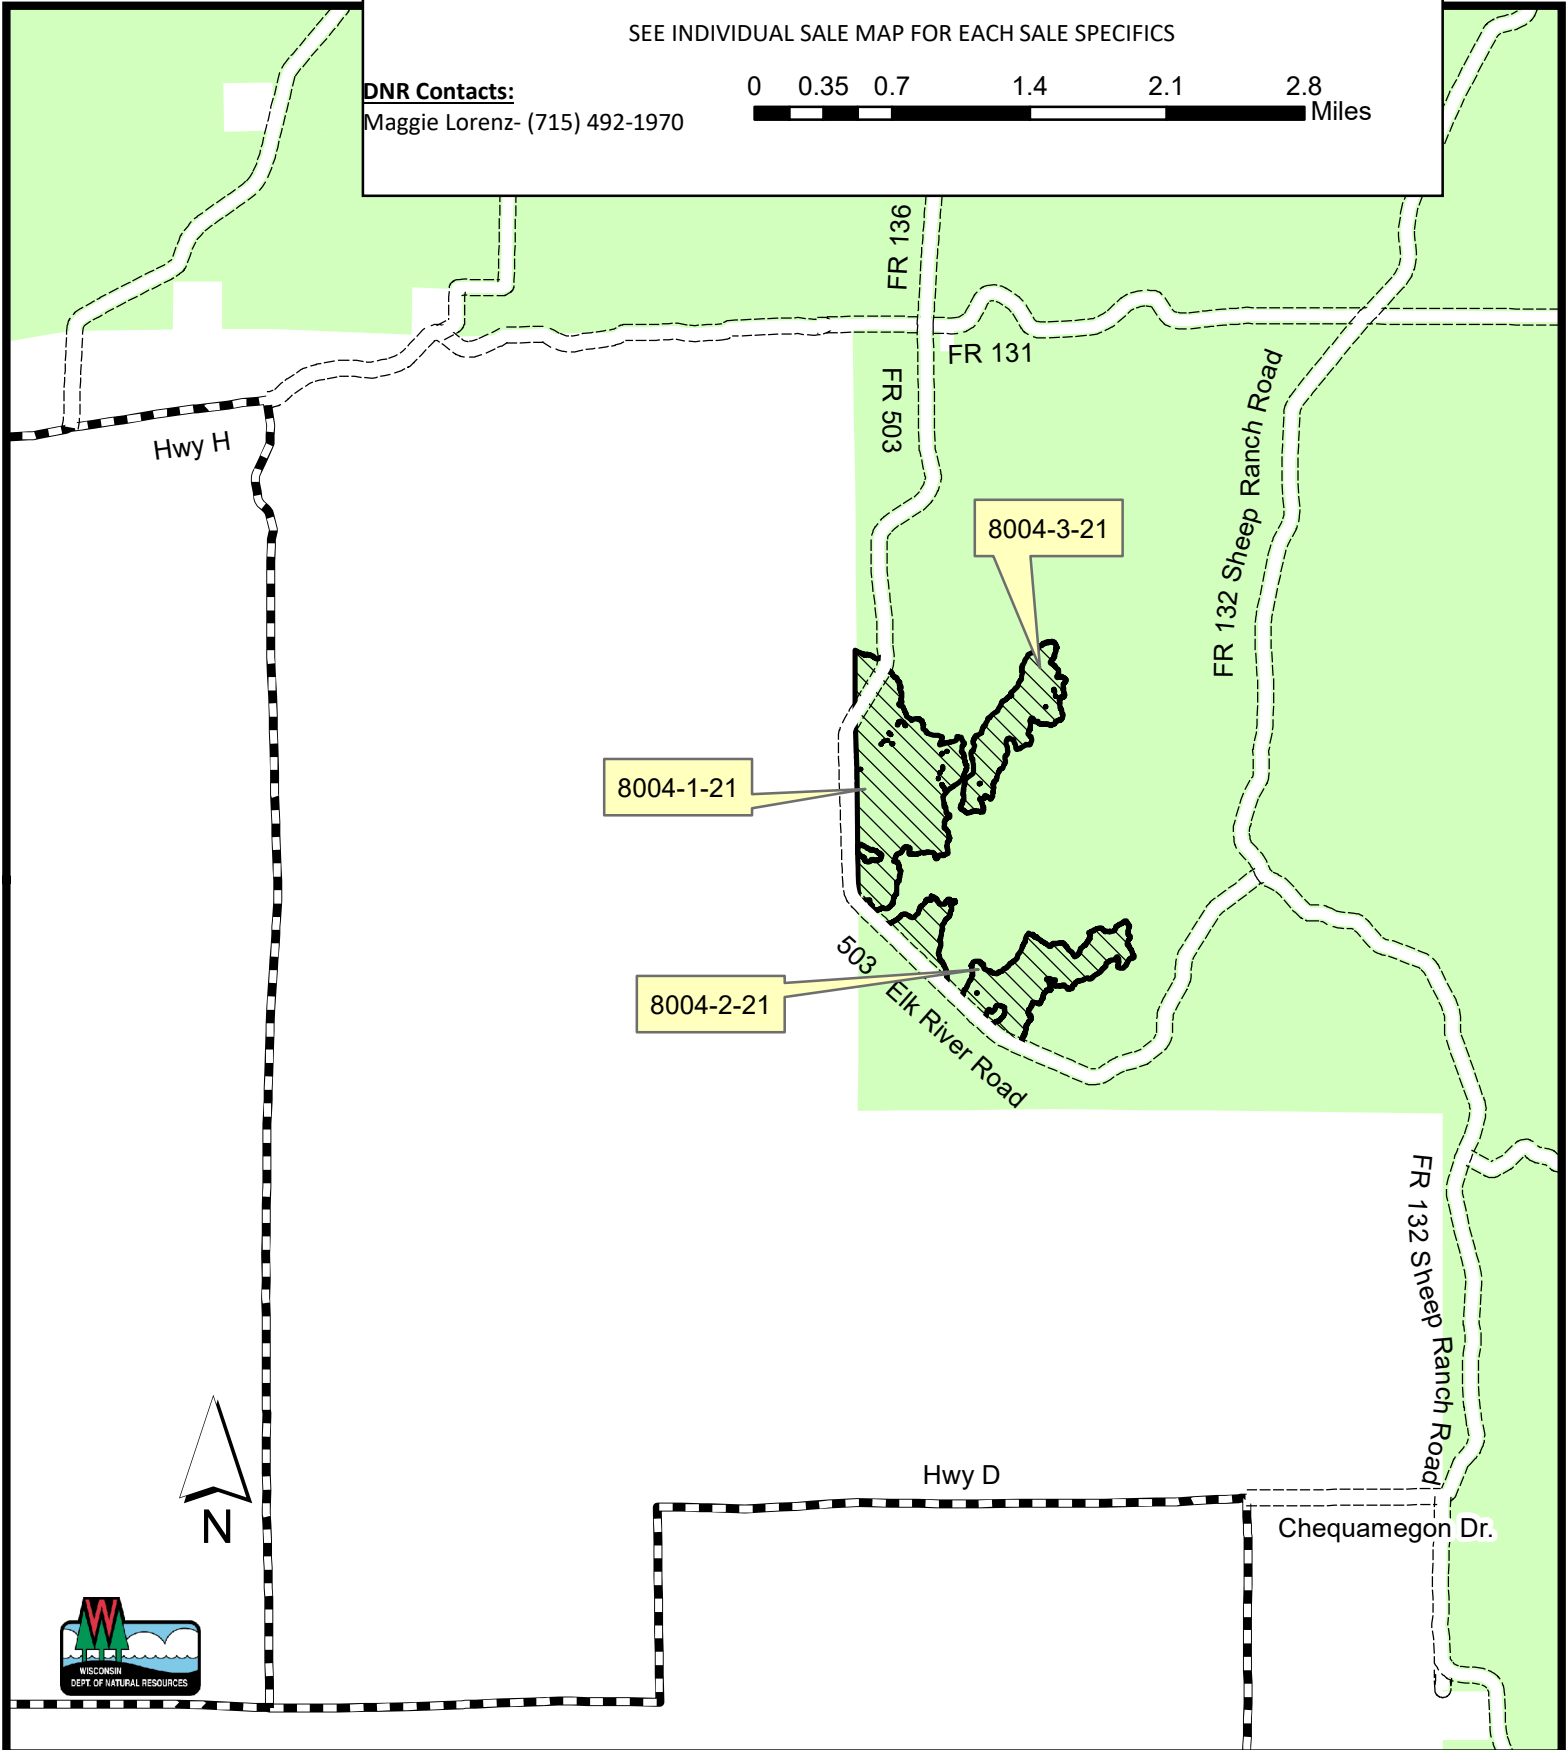 SEE INDIVIDUAL SALE MAP FOR EACH SALE SPECIFICS
DNR Contacts:
Maggie Lorenz- (715) 492-1970
0 0.35 0.7 1.4 2.1 2.8
Miles
FR 136
FR 131
FR 503
FR 132 Sheep Ranch Road
Hwy H
8004-3-21
8004-1-21
503 Elk River Road
8004-2-21
FR 132 Sheep Ranch Road
Hwy D
Chequamegon Dr.
N
W
WISCONSIN
DEPT. OF NATURAL RESOURCES